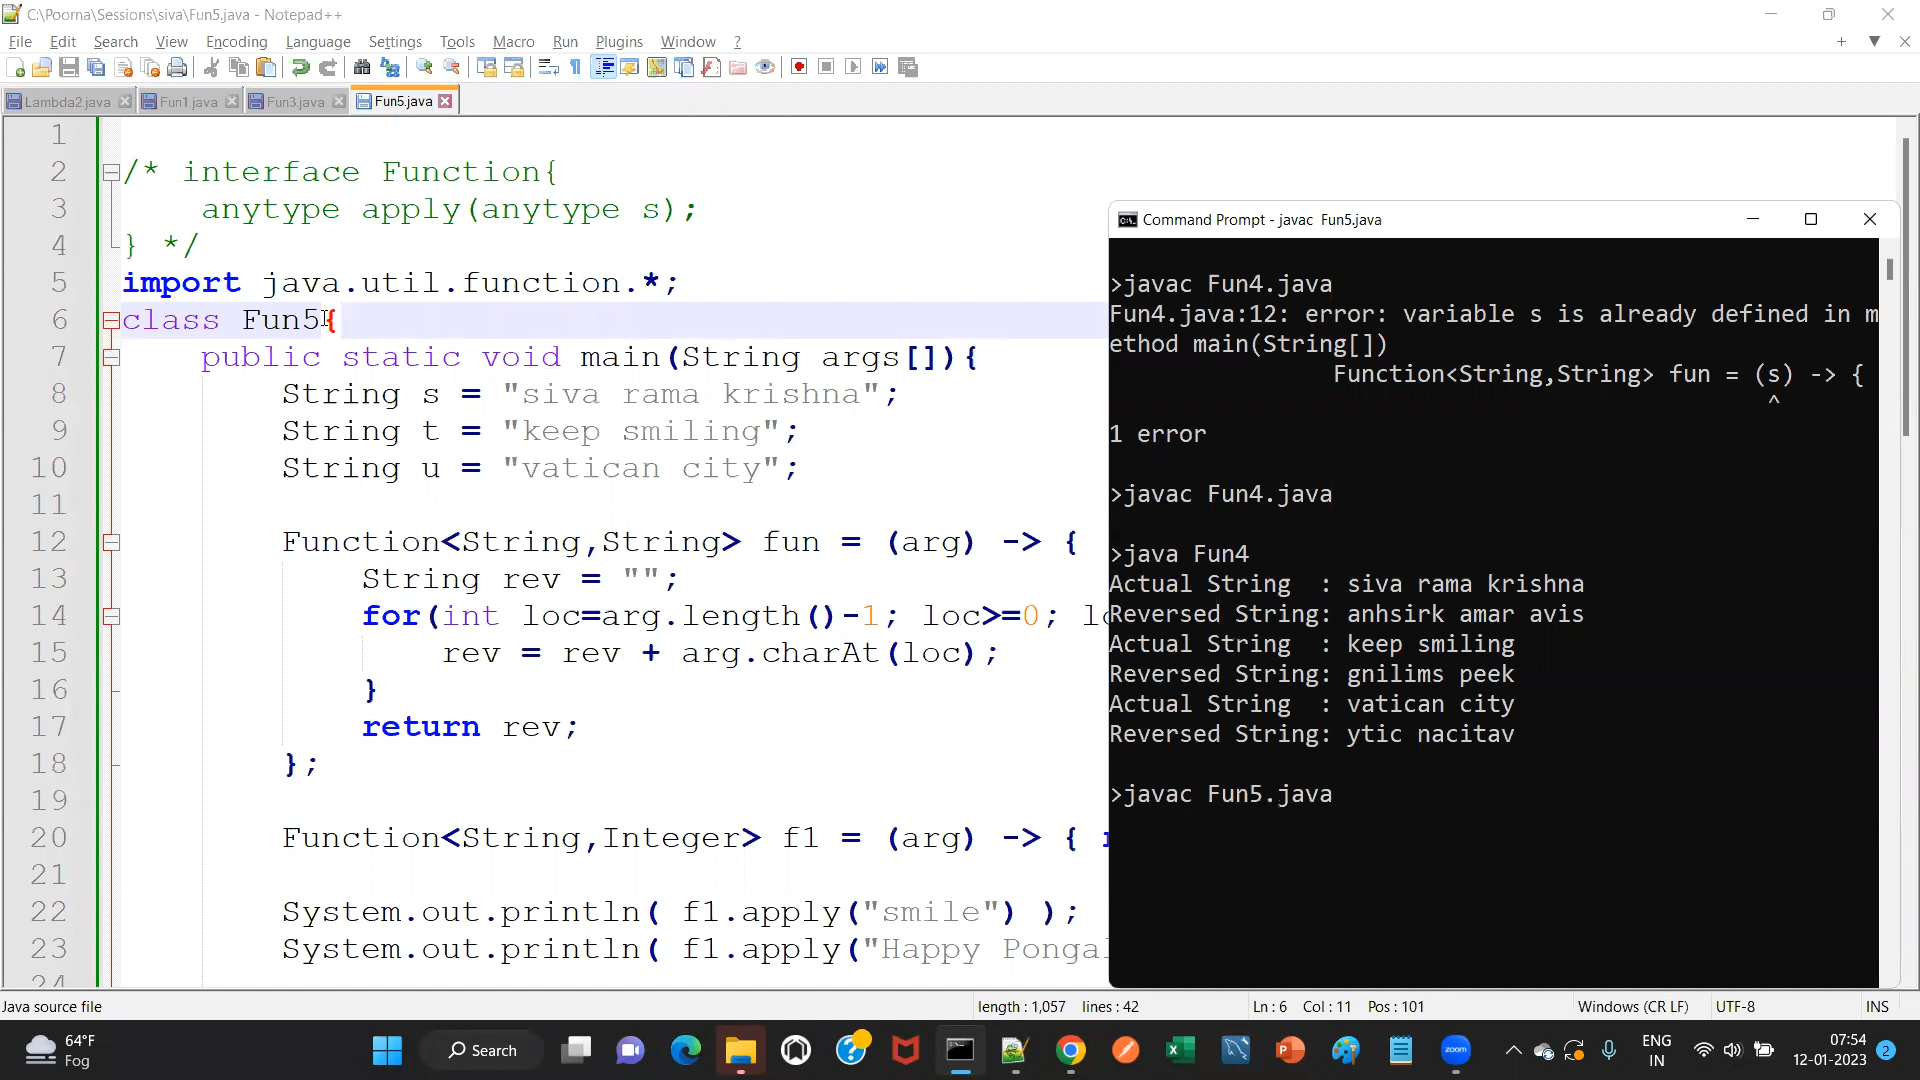 C:\Poorna\Sessions\siva\Fun5.java - Notepad++
File Edit Search View Encoding Language Settings Tools Macro Run Plugins Window ?
Lambda2.java Fun1.java Fun3.java Fun5.java
1
2 /* interface Function{
3 anytype apply(anytype s);
4 } */
5 import java.util.function.*;
6 class Fun5{
7 public static void main(String args[]){
8 String s = "siva rama krishna";
9 String t = "keep smiling";
10 String u = "vatican city";
11
12 Function<String,String> fun = (arg) -> {
13 String rev = "";
14 for(int loc=arg.length()-1; loc>=0; lo
15 rev = rev + arg.charAt(loc);
16 }
17 return rev;
18 };
19
20 Function<String,Integer> f1 = (arg) -> {
21
22 System.out.println( f1.apply("smile") );
23 System.out.println( f1.apply("Happy Ponga
24
Command Prompt - javac Fun5.java
>javac Fun4.java
Fun4.java:12: error: variable s is already defined in m
ethod main(String[])
Function<String,String> fun = (s) -> {
^
1 error
>javac Fun4.java
>java Fun4
Actual String : siva rama krishna
Reversed String: anhsirk amar avis
Actual String : keep smiling
Reversed String: gnilims peek
Actual String : vatican city
Reversed String: ytic nacitav
>javac Fun5.java
Java source file length : 1,057 lines : 42 Ln : 6 Col : 11 Pos : 101 Windows (CR LF) UTF-8 INS
64°F
Fog
Search
zoom
ENG
IN
07:54
12-01-2023
2